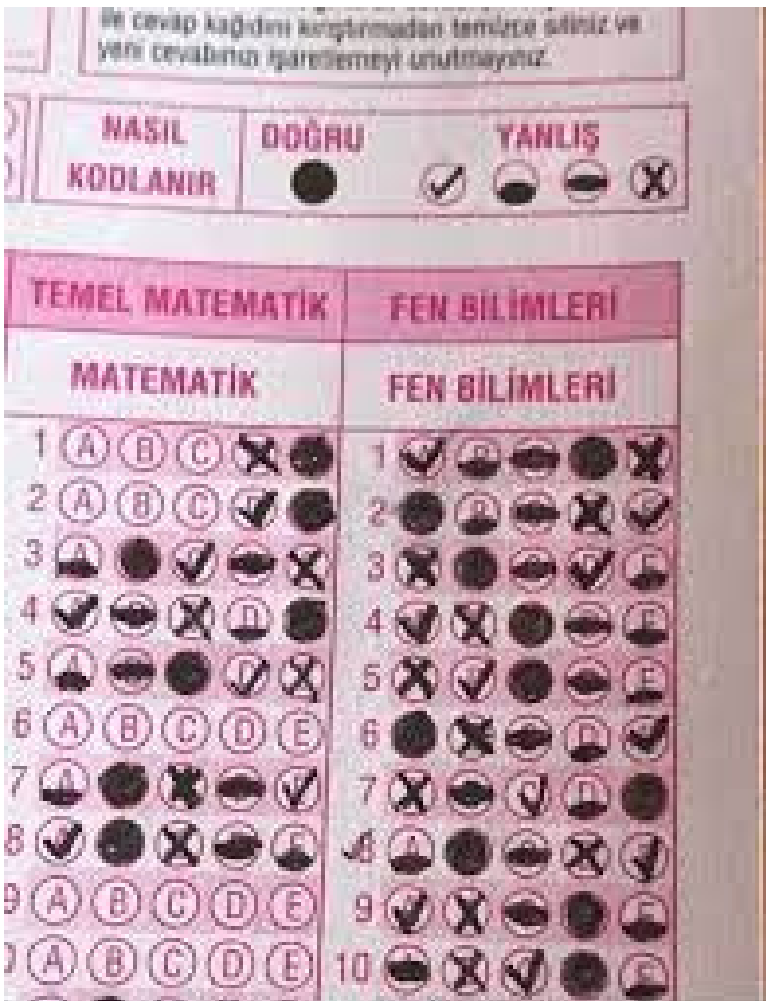 ile cevap kağıdını kırıştırmadan temizce siliniz ve
yeni cevabınızı işaretlemeyi unutmayınız.
NASIL KODLANIR
DOĞRU
YANLIŞ
TEMEL MATEMATİK
FEN BİLİMLERİ
MATEMATİK
FEN BİLİMLERİ
1 A B C
2 A B C
3 A
4 D
5 A
6 A B C D E
7 A
8 E
9 A B C D E
A B C D E
1 B
2 B
3 E
4 E
5 E
6 D
7 D
8 A
9 E
10 E